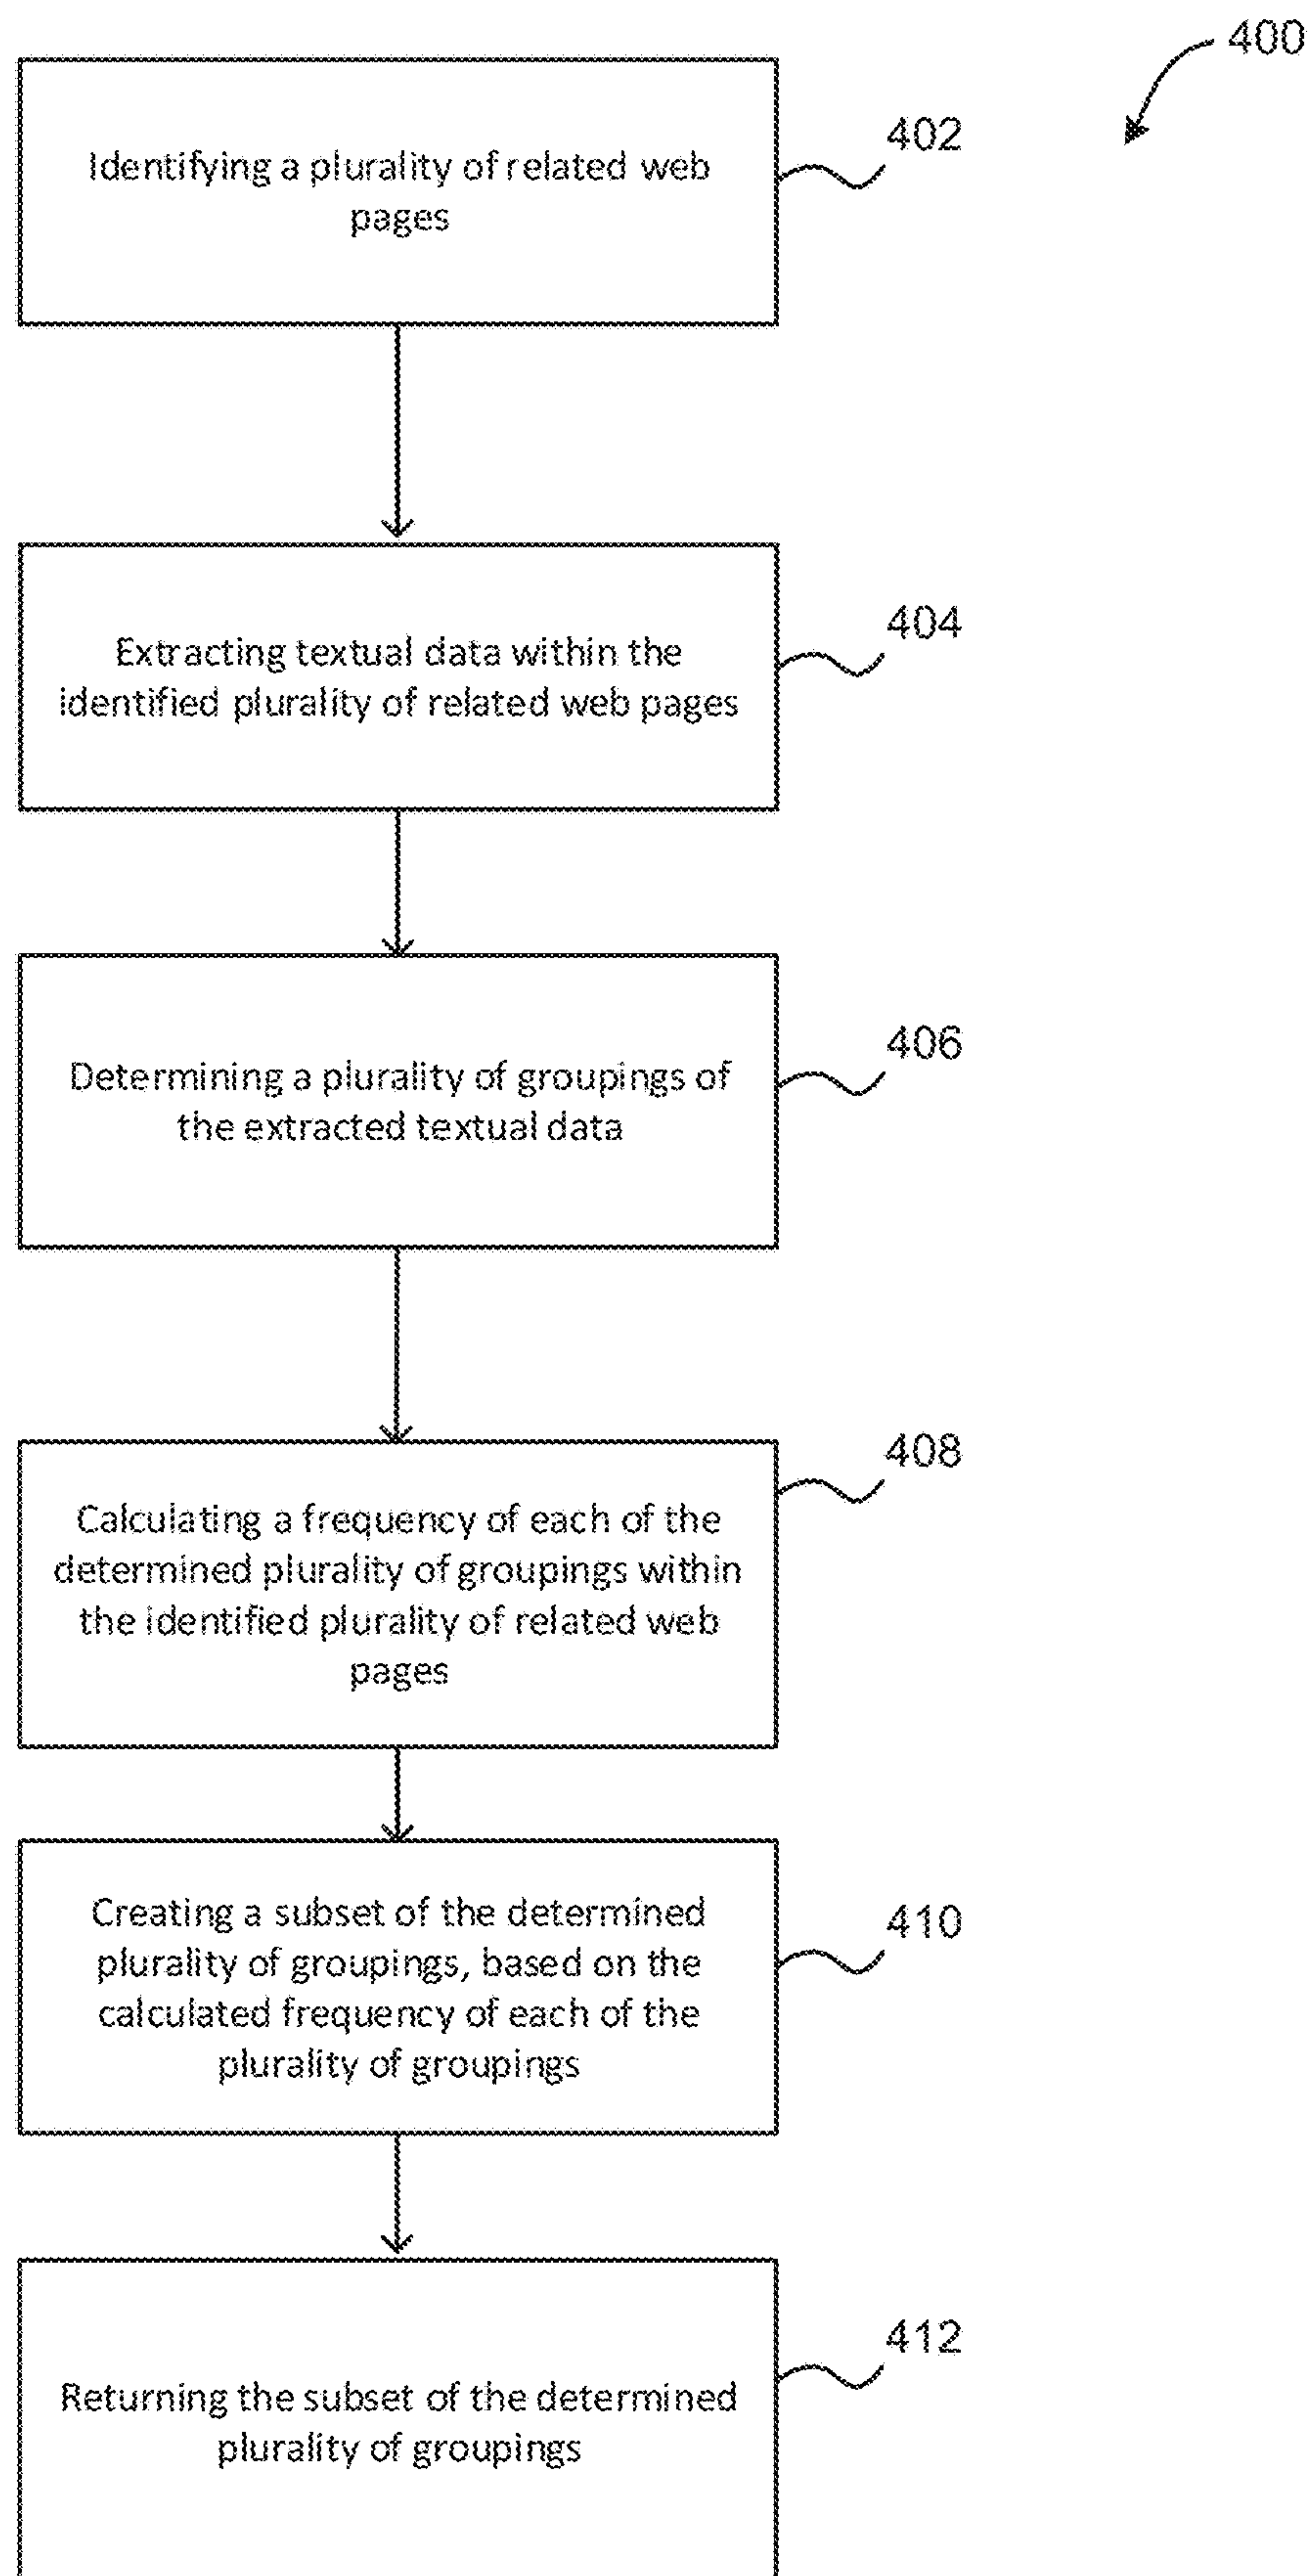 400
402
Identifying a plurality of related web
pages
404
Extracting textual data within the
identified plurality of related web pages
406
Determining a plurality of groupings of
the extracted textual data
408
Calculating a frequency of each of the
determined plurality of groupings within
the identified plurality of related web
pages
410
Creating a subset of the determined
plurality of groupings, based on the
calculated frequency of each of the
plurality of groupings
412
Returning the subset of the determined
plurality of groupings